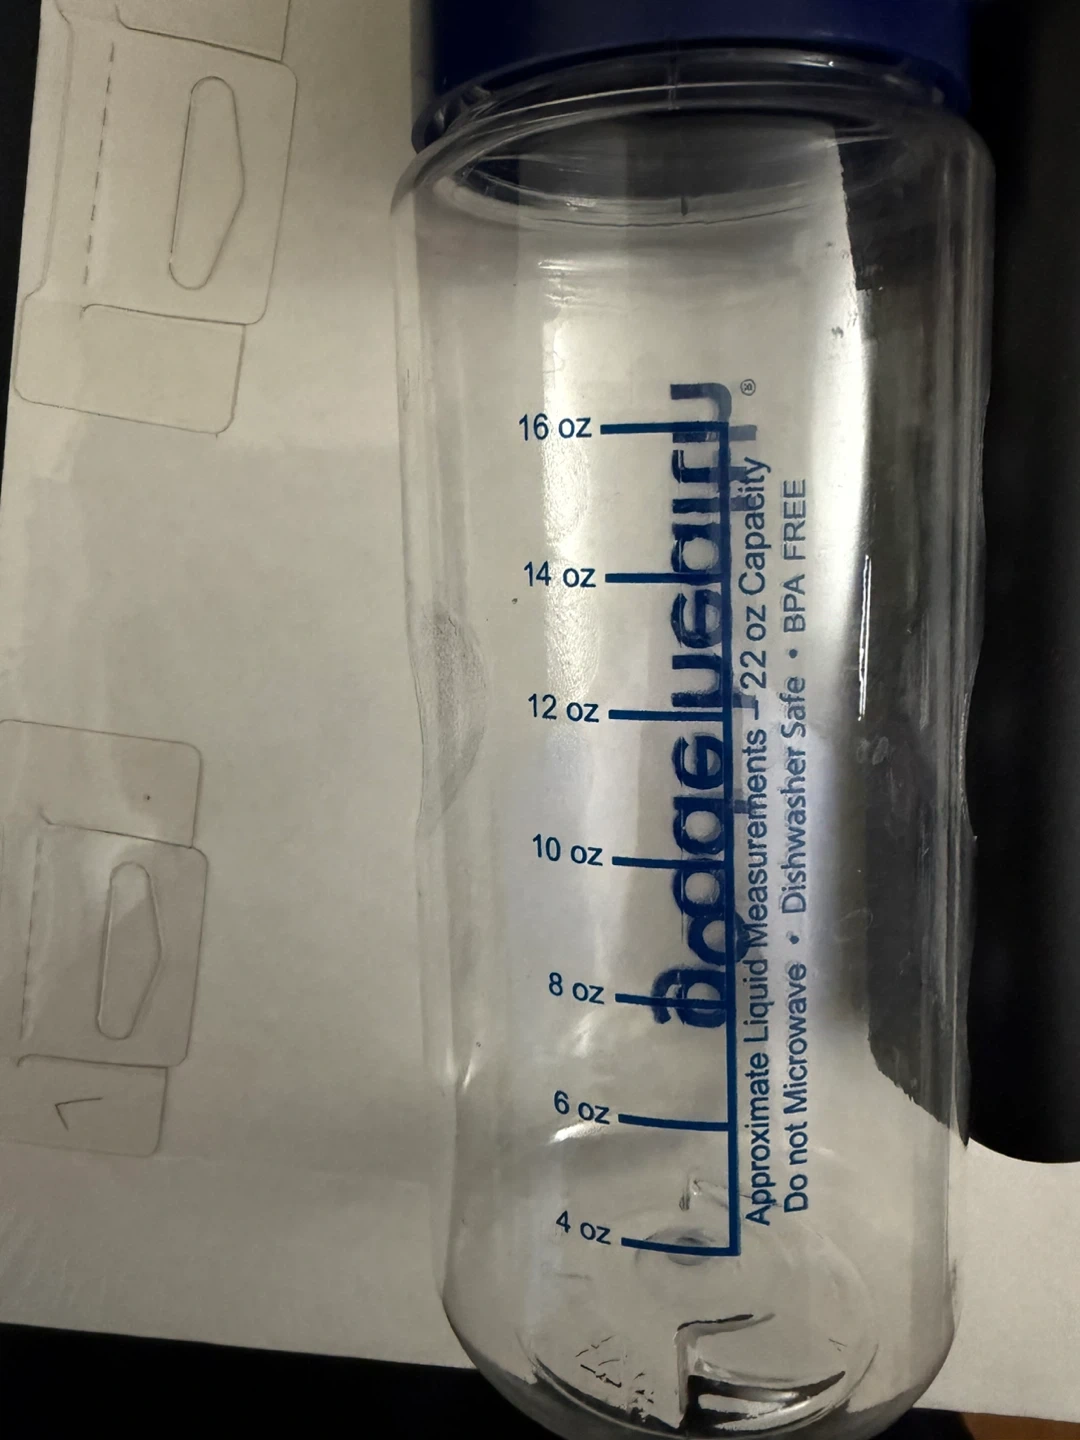 16 oz
14 oz
12 oz
10 oz
8 oz
6 oz
4 oz
Approximate Liquid Measurements – 22 oz Capacity
Do not Microwave • Dishwasher Safe • BPA FREE
®